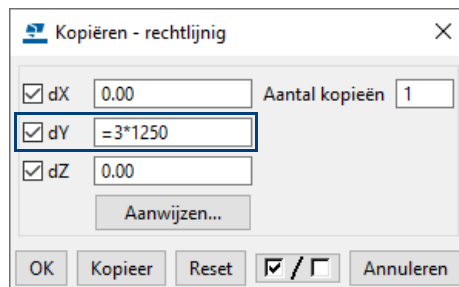 Kopiëren - rechtlijnig
dX 0.00 Aantal kopieën 1
dY =3*1250
dZ 0.00
Aanwijzen...
OK Kopieer Reset / Annuleren